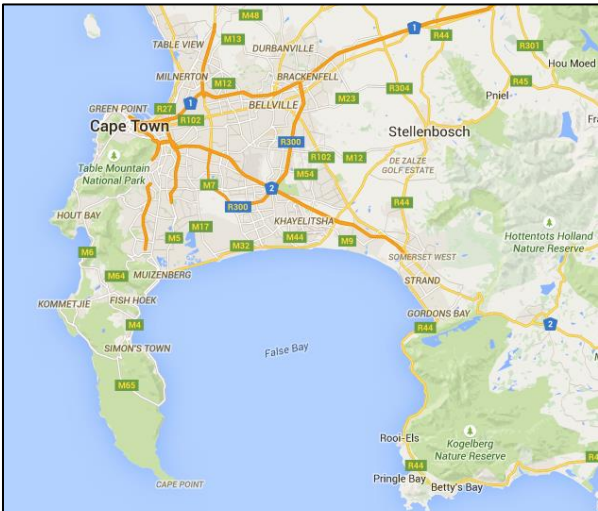 M48
1
R44
M13
TABLE VIEW
DURBANVILLE
R301
Hou Moed
MILNERTON
M12
BRACKENFELL
R45
R304
Pniel
GREEN POINT
R27
1
BELLVILLE
M23
Cape Town
R102
Stellenbosch
R300
R102
M12
Table Mountain
National Park
DE ZALZE
GOLF ESTATE
M54
M7
2
R44
HOUT BAY
R300
KHAYELITSHA
M17
M5
M44
M9
Hottentots Holland
Nature Reserve
M6
M32
SOMERSET WEST
M64
MUIZENBERG
STRAND
KOMMETJIE
FISH HOEK
GORDONS BAY
M4
R44
2
SIMON'S TOWN
False Bay
M65
Rooi-Els
Kogelberg
Nature Reserve
R44
Pringle Bay
CAPE POINT
Betty's Bay